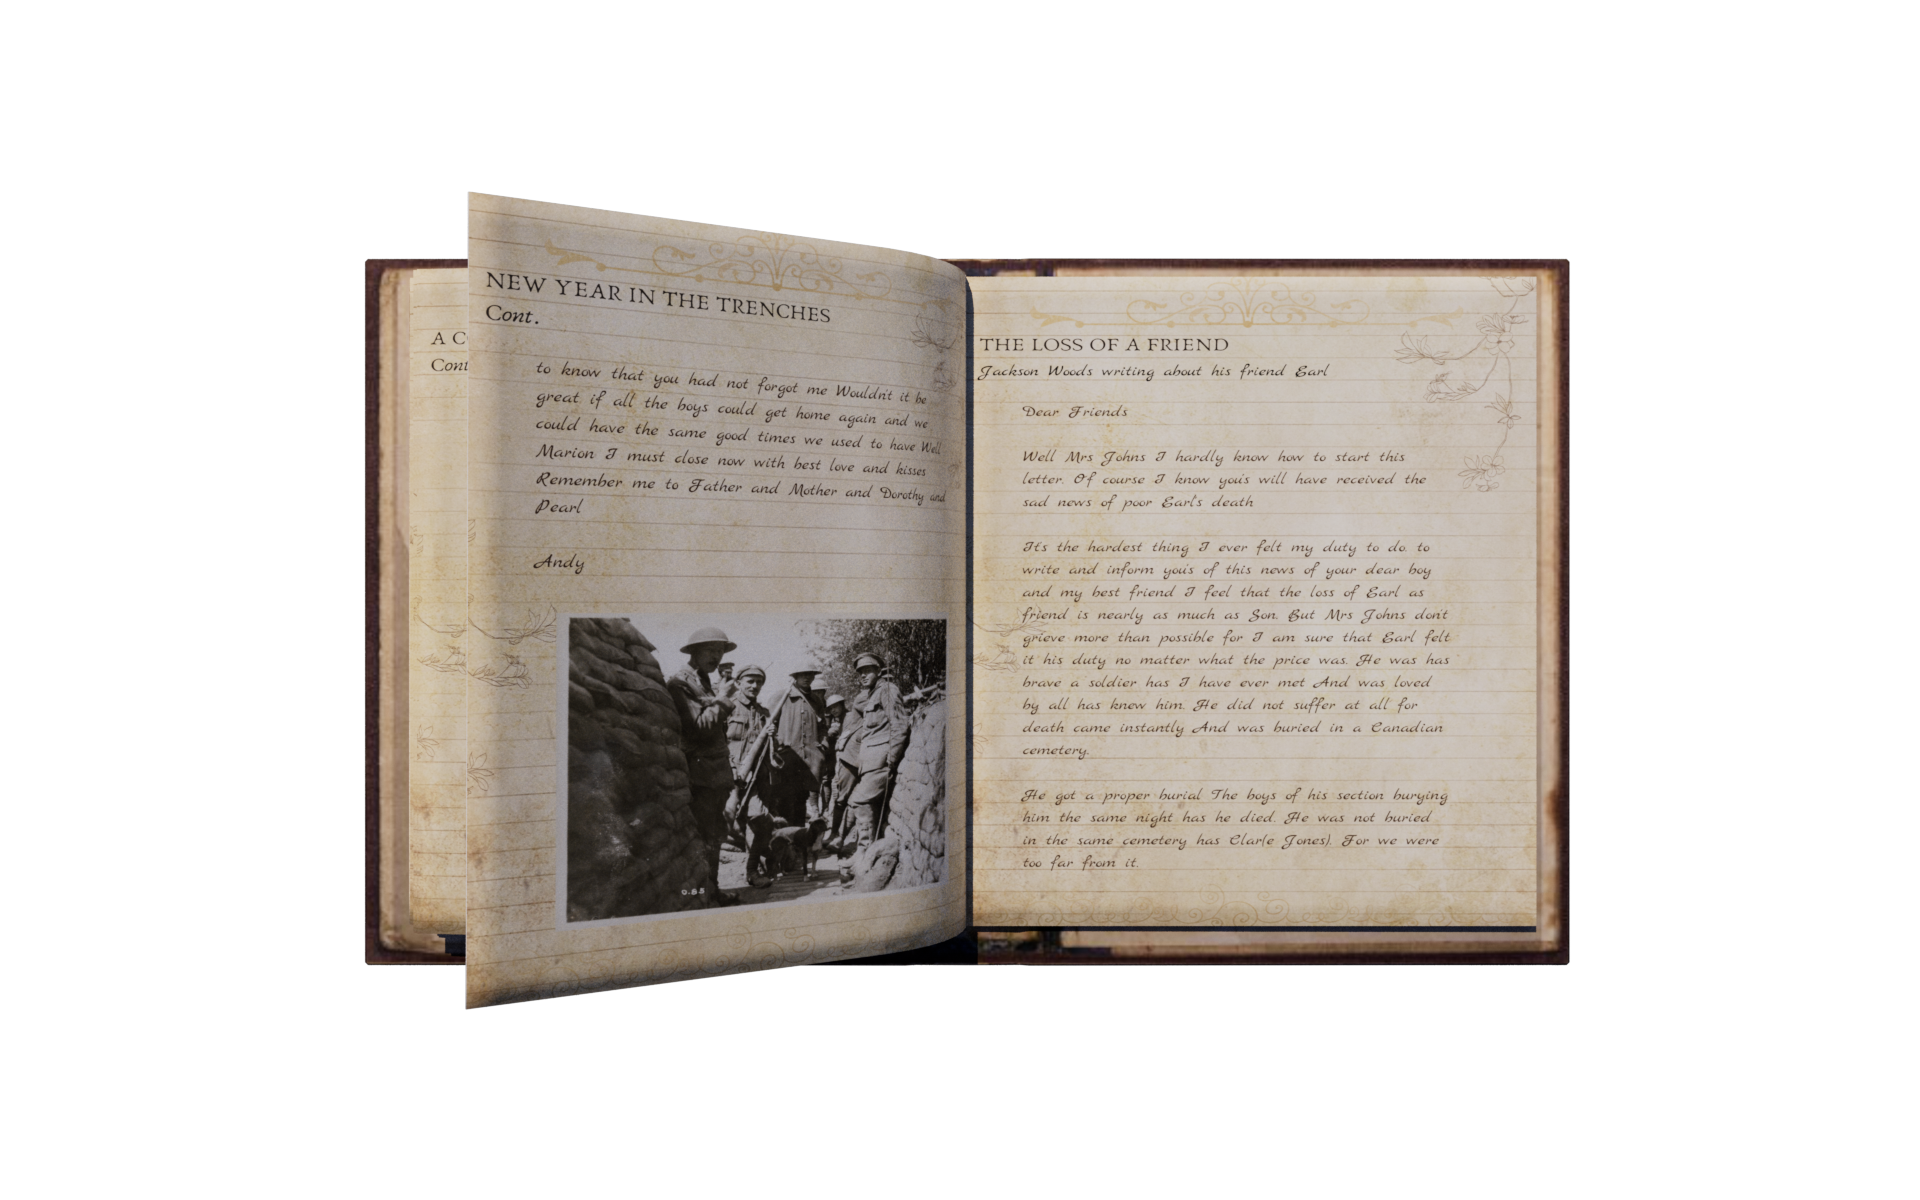 A C
Cont
NEW YEAR IN THE TRENCHES
Cont.
to know that you had not forgot me Wouldn't it be
great if all the boys could get home again and we
could have the same good times we used to have Well
Marion I must close now with best love and kisses
Remember me to Father and Mother and Dorothy and
Pearl
Andy
O.85
THE LOSS OF A FRIEND
Jackson Woods writing about his friend Earl
Dear Friends
Well Mrs Johns I hardly know how to start this
letter. Of course I know you's will have received the
sad news of poor Earl's death
It's the hardest thing I ever felt my duty to do. to
write and inform you's of this news of your dear boy
and my best friend I feel that the loss of Earl as
friend is nearly as much as Son. But Mrs Johns don't
grieve more than possible for I am sure that Earl felt
it his duty no matter what the price was. He was has
brave a soldier has I have ever met And was loved
by all has knew him. He did not suffer at all for
death came instantly And was buried in a Canadian
cemetery.
He got a proper burial The boys of his section burying
him the same night has he died. He was not buried
in the same cemetery has Clar(e Jones). For we were
too far from it.